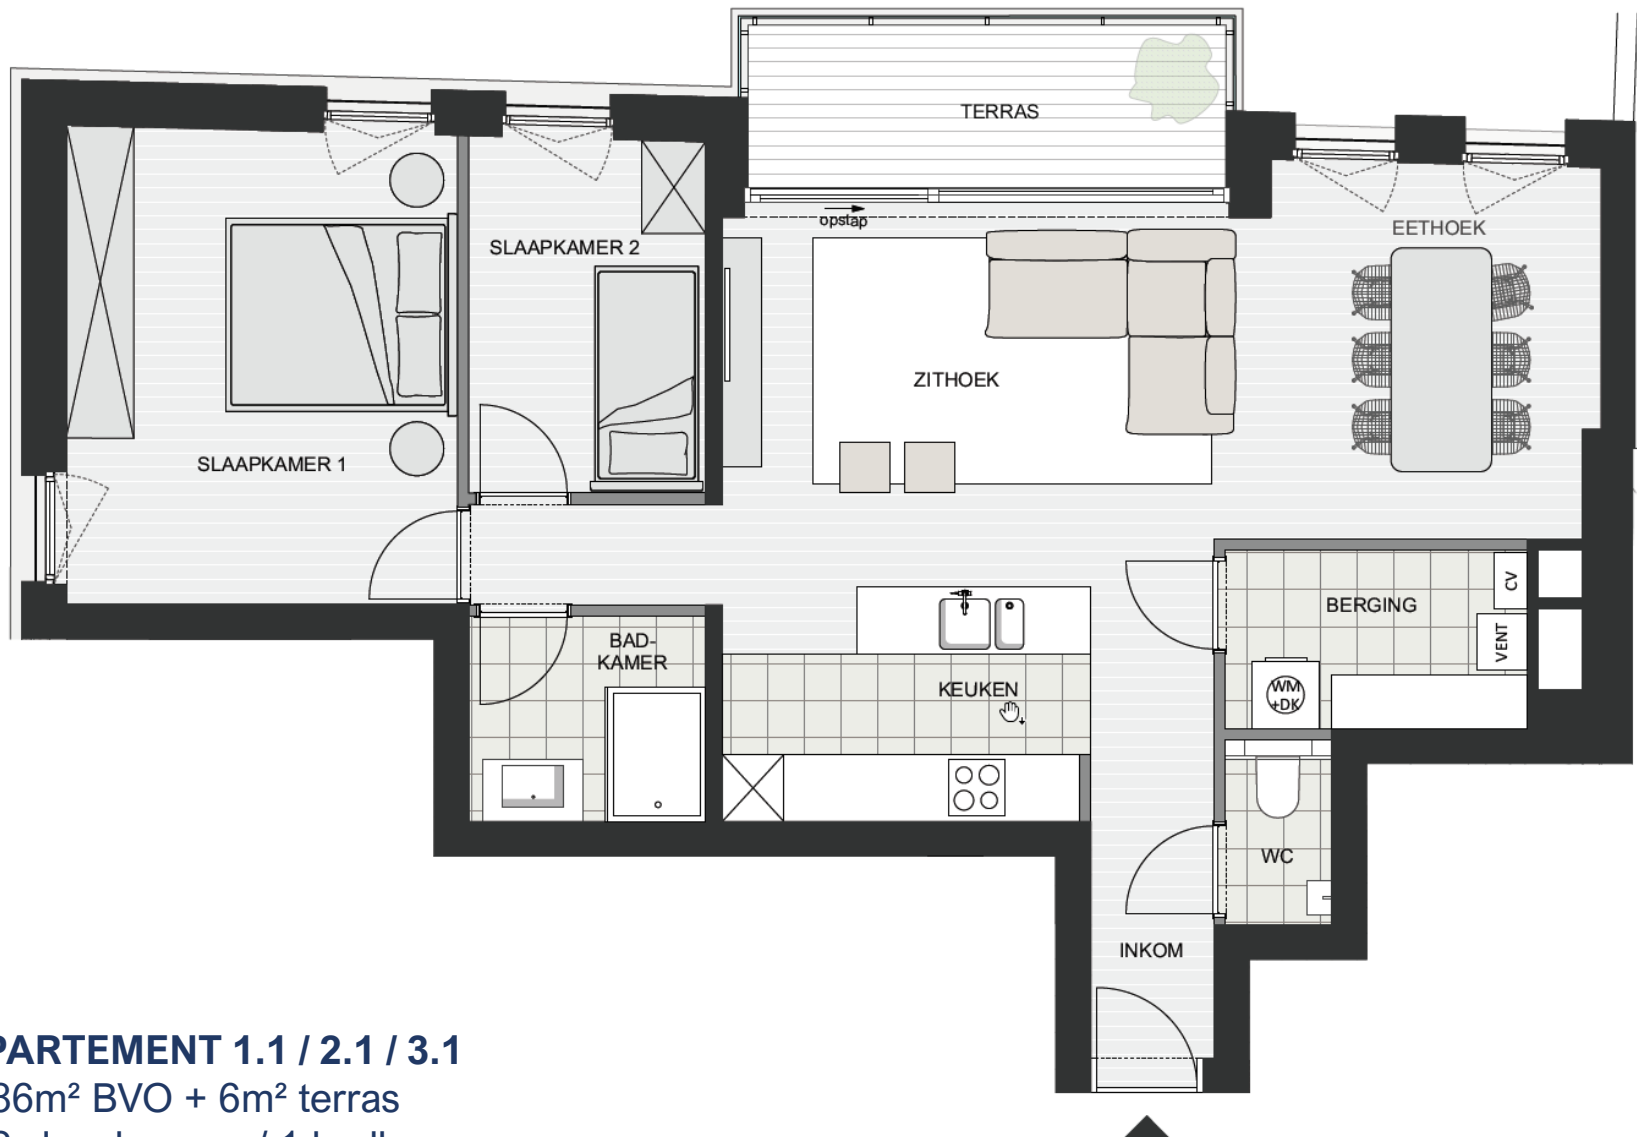 TERRAS
opstap
EETHOEK
SLAAPKAMER 2
ZITHOEK
SLAAPKAMER 1
CV
BERGING
VENT
BAD-
KAMER
KEUKEN
WM
+DK
WC
INKOM
PARTEMENT 1.1 / 2.1 / 3.1
36m² BVO + 6m² terras
/ 1